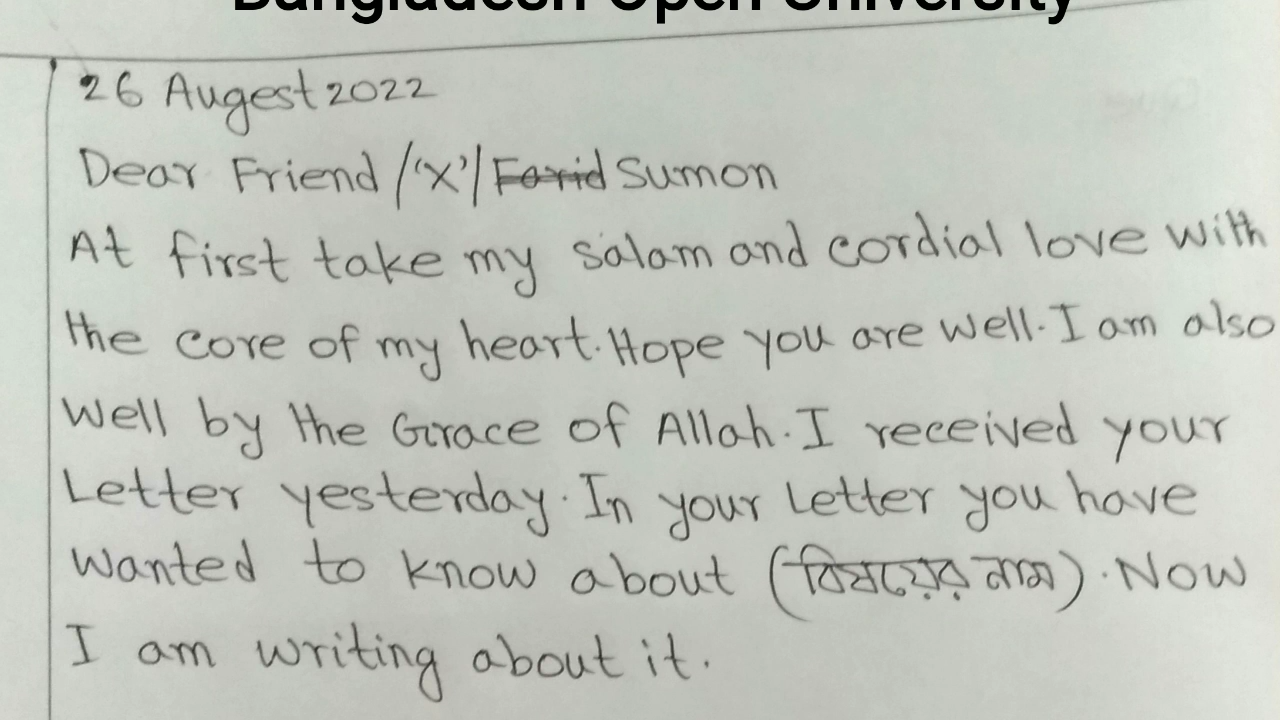 Bangladesh Open University
26 Augest 2022
Dear Friend /'X'/ Farid Sumon
At first take my salam and cordial love with
the core of my heart. Hope you are well. I am also
well by the Grace of Allah. I received your
Letter yesterday. In your Letter you have
wanted to know about (বিষয়ের নাম). Now
I am writing about it.